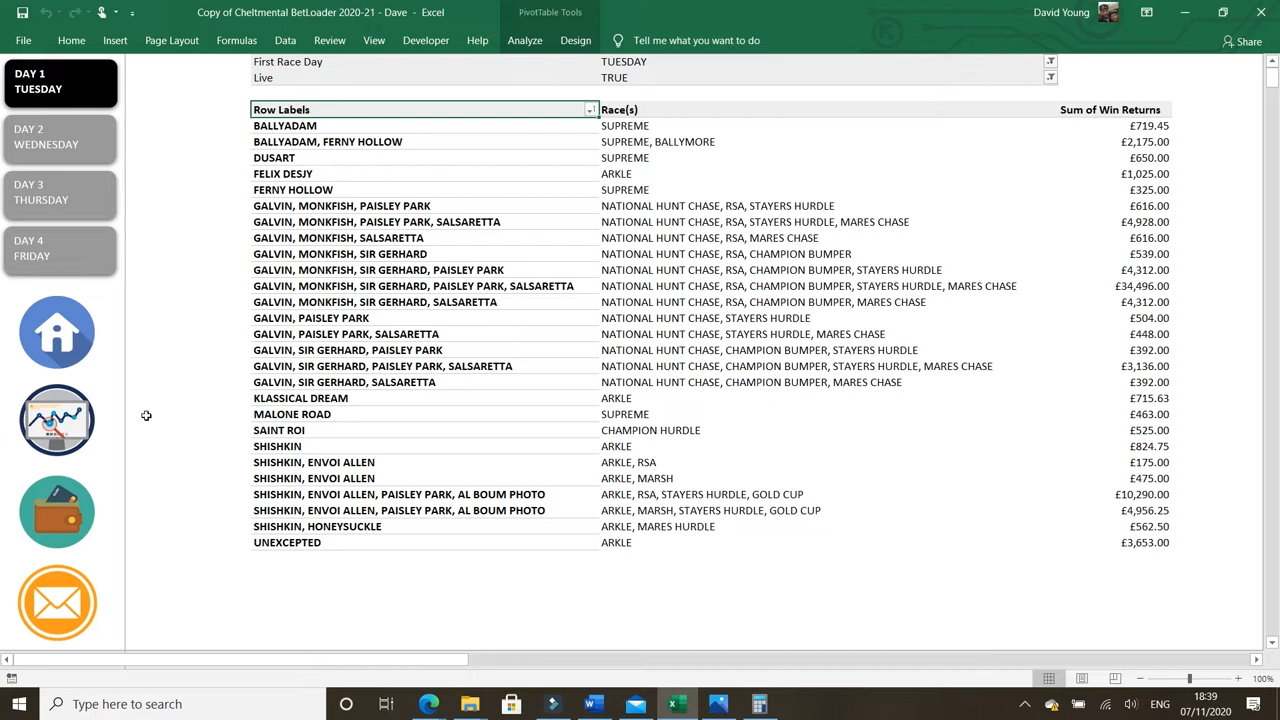 Copy of Cheltmental BetLoader 2020-21 - Dave - Excel
PivotTable Tools
David Young
File Home Insert Page Layout Formulas Data Review View Developer Help Analyze Design Tell me what you want to do Share
First Race Day TUESDAY
Live TRUE
DAY 1
TUESDAY
DAY 2
WEDNESDAY
DAY 3
THURSDAY
DAY 4
FRIDAY
Row Labels Race(s) Sum of Win Returns
BALLYADAM SUPREME £719.45
BALLYADAM, FERNY HOLLOW SUPREME, BALLYMORE £2,175.00
DUSART SUPREME £650.00
FELIX DESJY ARKLE £1,025.00
FERNY HOLLOW SUPREME £325.00
GALVIN, MONKFISH, PAISLEY PARK NATIONAL HUNT CHASE, RSA, STAYERS HURDLE £616.00
GALVIN, MONKFISH, PAISLEY PARK, SALSARETTA NATIONAL HUNT CHASE, RSA, STAYERS HURDLE, MARES CHASE £4,928.00
GALVIN, MONKFISH, SALSARETTA NATIONAL HUNT CHASE, RSA, MARES CHASE £616.00
GALVIN, MONKFISH, SIR GERHARD NATIONAL HUNT CHASE, RSA, CHAMPION BUMPER £539.00
GALVIN, MONKFISH, SIR GERHARD, PAISLEY PARK NATIONAL HUNT CHASE, RSA, CHAMPION BUMPER, STAYERS HURDLE £4,312.00
GALVIN, MONKFISH, SIR GERHARD, PAISLEY PARK, SALSARETTA NATIONAL HUNT CHASE, RSA, CHAMPION BUMPER, STAYERS HURDLE, MARES CHASE £34,496.00
GALVIN, MONKFISH, SIR GERHARD, SALSARETTA NATIONAL HUNT CHASE, RSA, CHAMPION BUMPER, MARES CHASE £4,312.00
GALVIN, PAISLEY PARK NATIONAL HUNT CHASE, STAYERS HURDLE £504.00
GALVIN, PAISLEY PARK, SALSARETTA NATIONAL HUNT CHASE, STAYERS HURDLE, MARES CHASE £448.00
GALVIN, SIR GERHARD, PAISLEY PARK NATIONAL HUNT CHASE, CHAMPION BUMPER, STAYERS HURDLE £392.00
GALVIN, SIR GERHARD, PAISLEY PARK, SALSARETTA NATIONAL HUNT CHASE, CHAMPION BUMPER, STAYERS HURDLE, MARES CHASE £3,136.00
GALVIN, SIR GERHARD, SALSARETTA NATIONAL HUNT CHASE, CHAMPION BUMPER, MARES CHASE £392.00
KLASSICAL DREAM ARKLE £715.63
MALONE ROAD SUPREME £463.00
SAINT ROI CHAMPION HURDLE £525.00
SHISHKIN ARKLE £824.75
SHISHKIN, ENVOI ALLEN ARKLE, RSA £175.00
SHISHKIN, ENVOI ALLEN ARKLE, MARSH £475.00
SHISHKIN, ENVOI ALLEN, PAISLEY PARK, AL BOUM PHOTO ARKLE, RSA, STAYERS HURDLE, GOLD CUP £10,290.00
SHISHKIN, ENVOI ALLEN, PAISLEY PARK, AL BOUM PHOTO ARKLE, MARSH, STAYERS HURDLE, GOLD CUP £4,956.25
SHISHKIN, HONEYSUCKLE ARKLE, MARES HURDLE £562.50
UNEXCEPTED ARKLE £3,653.00
100%
Type here to search
ENG
18:39
07/11/2020